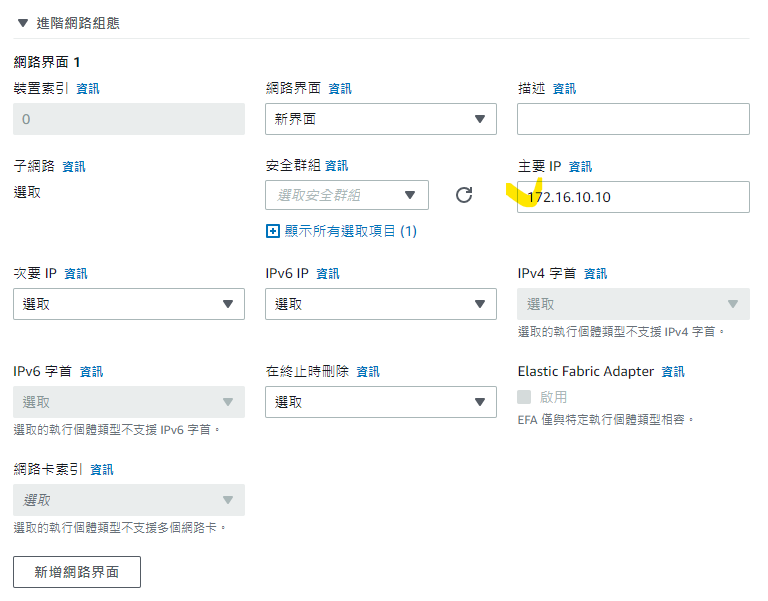 進階網路組態
網路界面 1
裝置索引 資訊
網路界面 資訊
描述 資訊
0
新界面
子網路 資訊
安全群組 資訊
主要 IP 資訊
選取
選取安全群組
172.16.10.10
顯示所有選取項目 (1)
次要 IP 資訊
IPv6 IP 資訊
IPv4 字首 資訊
選取
選取
選取
選取的執行個體類型不支援 IPv4 字首。
IPv6 字首 資訊
在終止時刪除 資訊
Elastic Fabric Adapter 資訊
選取
選取
啟用
選取的執行個體類型不支援 IPv6 字首。
EFA 僅與特定執行個體類型相容。
網路卡索引 資訊
選取
選取的執行個體類型不支援多個網路卡。
新增網路界面